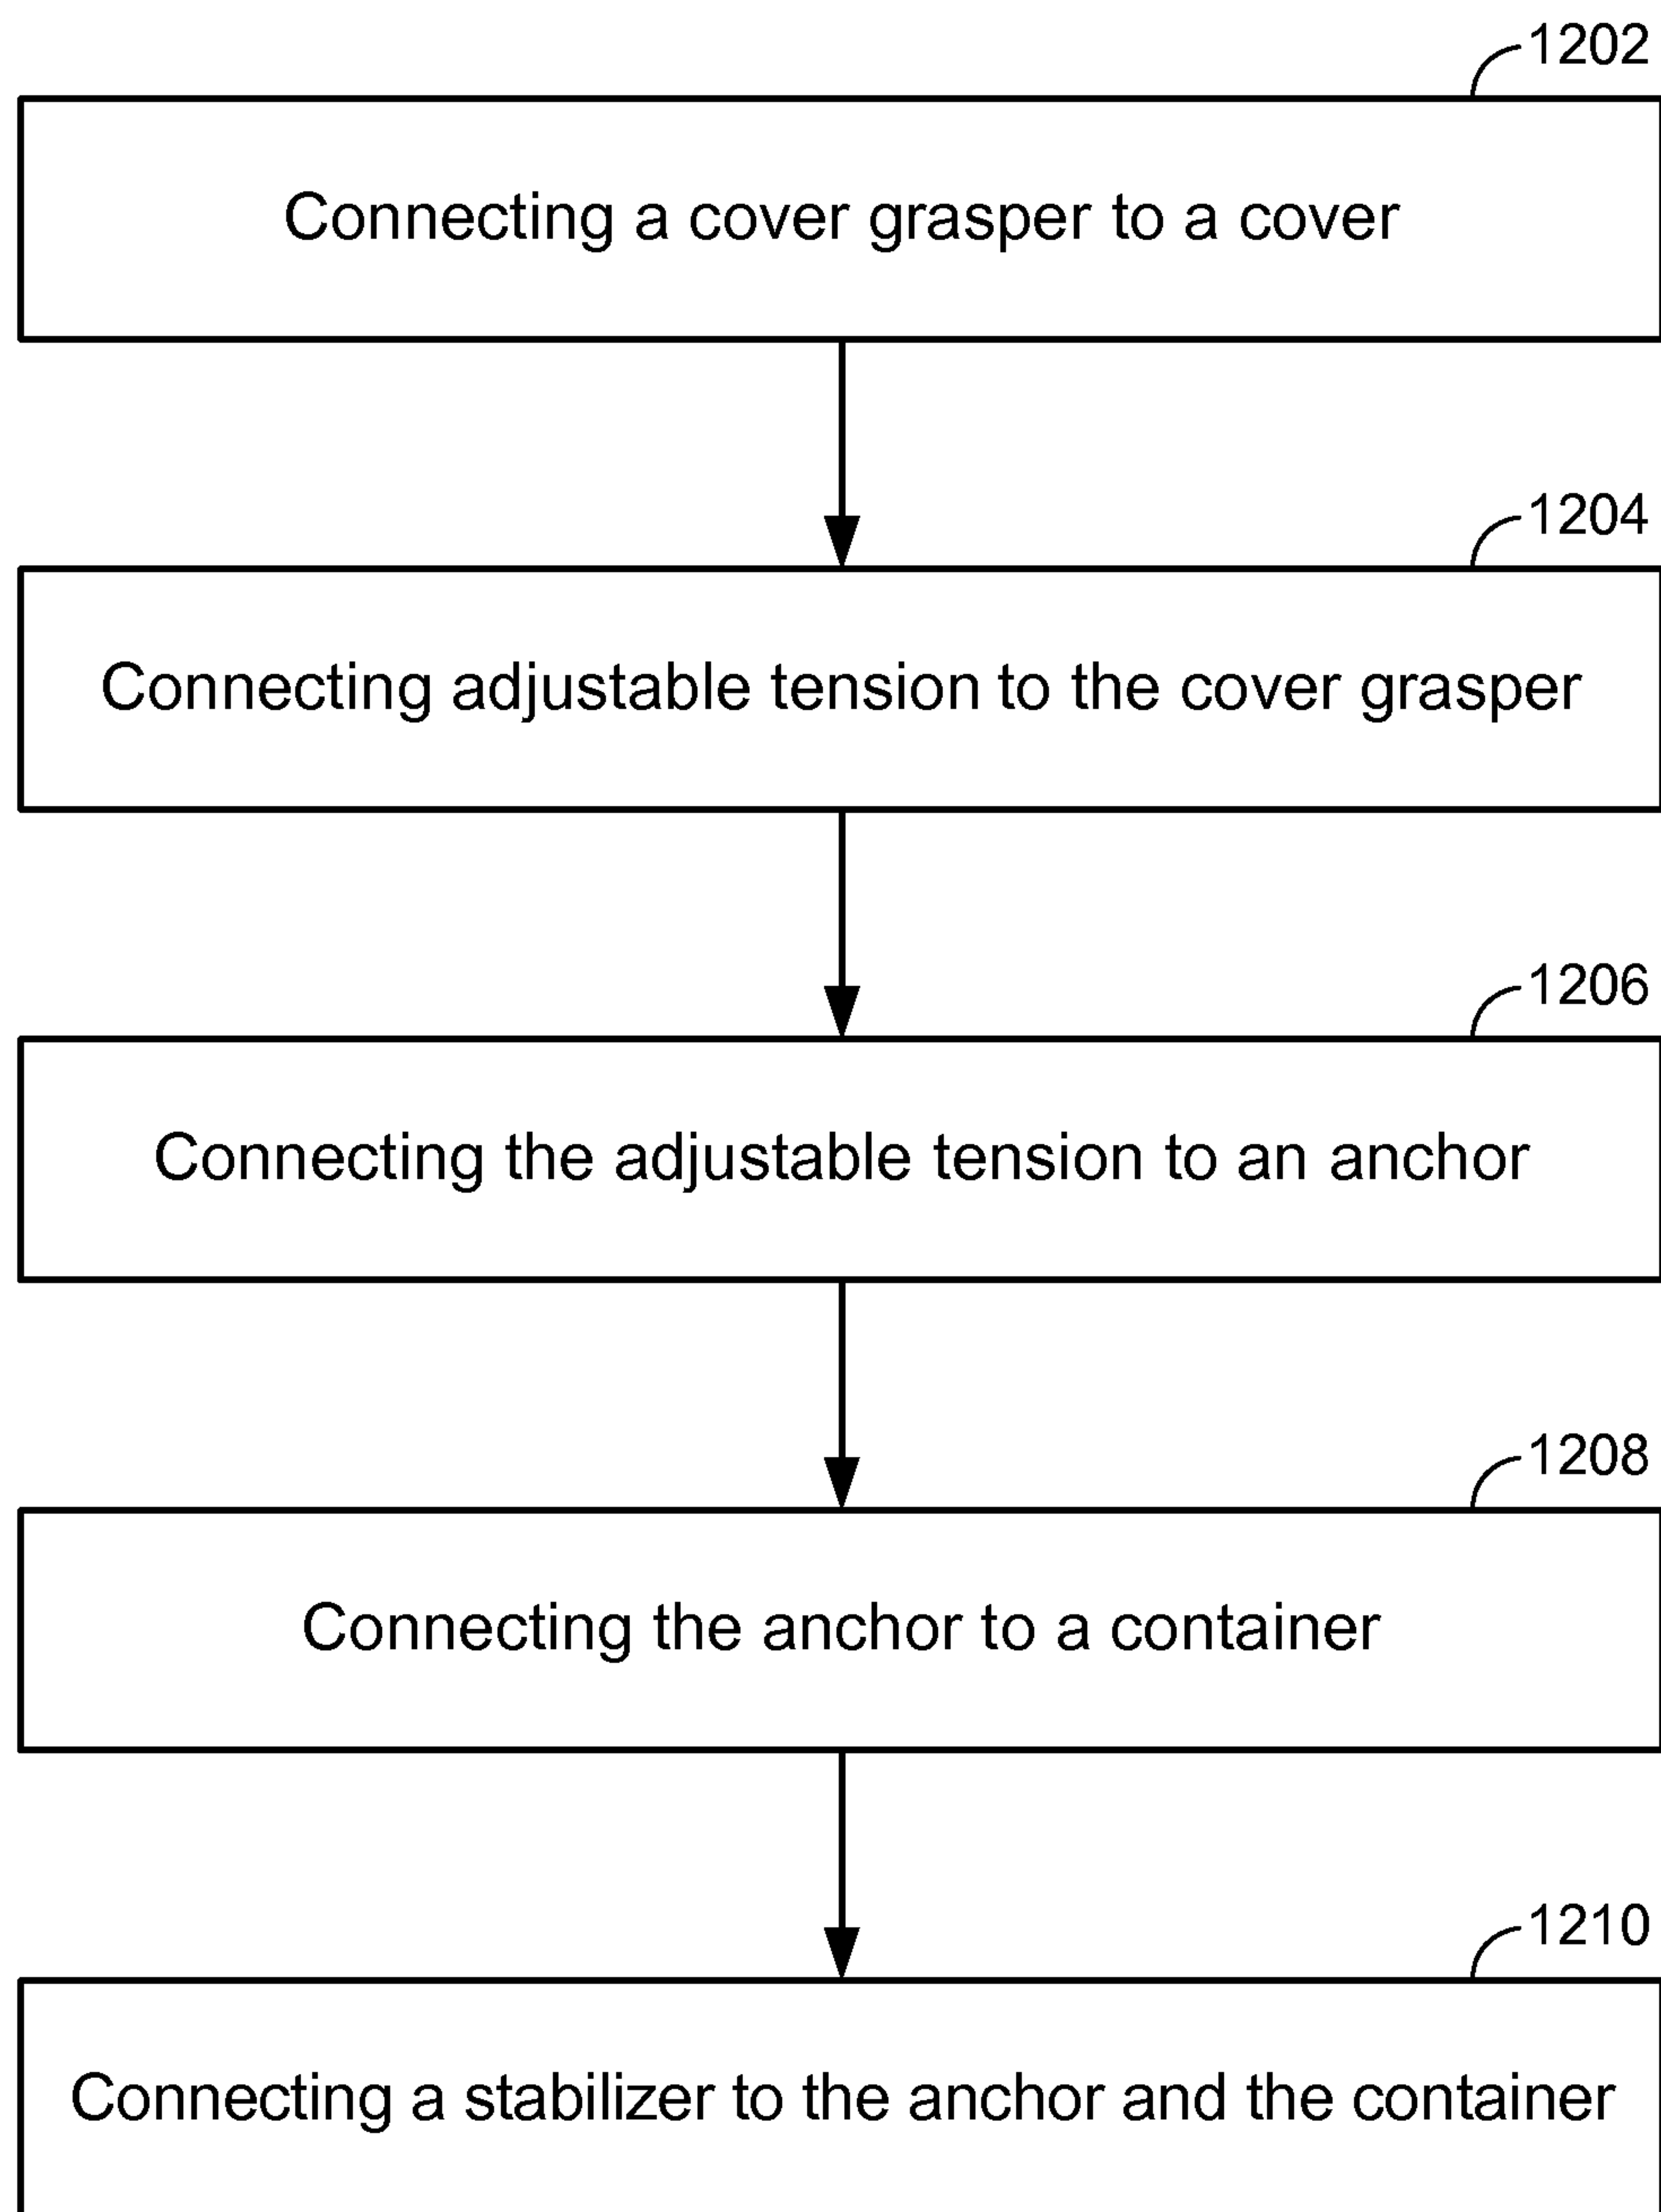 1202
Connecting a cover grasper to a cover
1204
Connecting adjustable tension to the cover grasper
1206
Connecting the adjustable tension to an anchor
1208
Connecting the anchor to a container
1210
Connecting a stabilizer to the anchor and the container